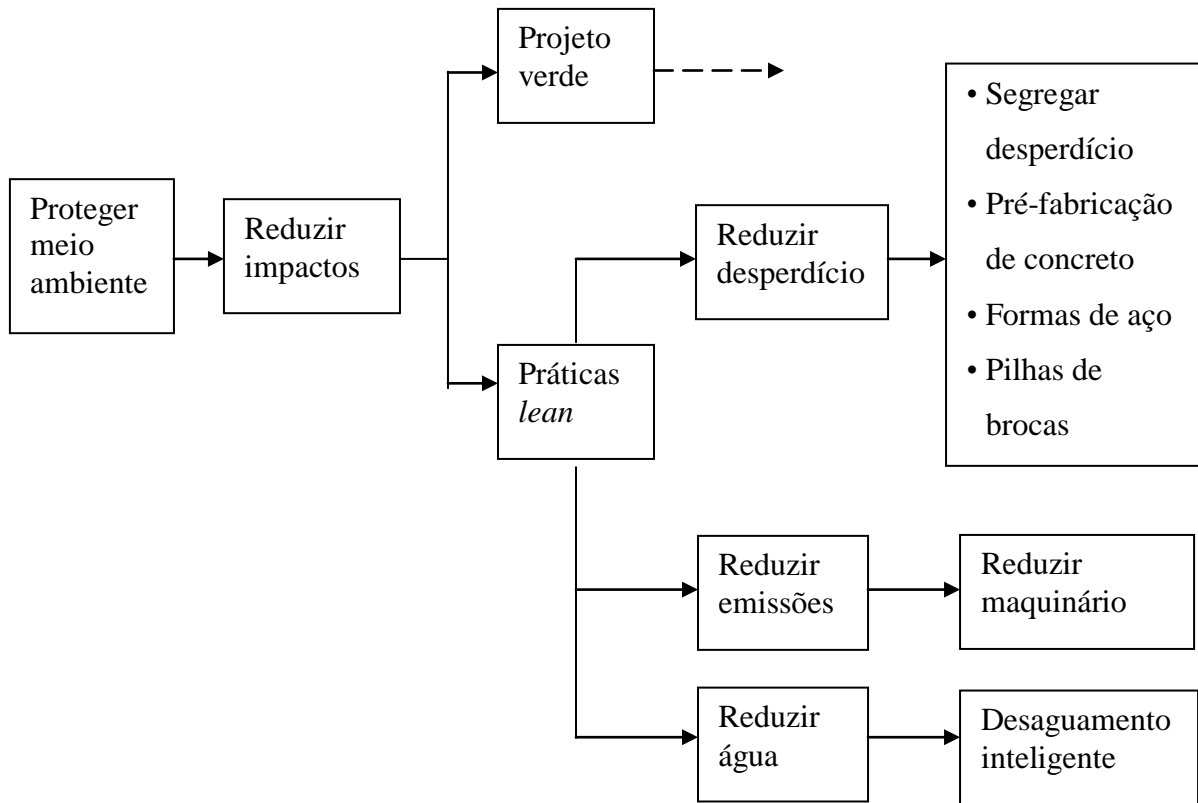 Projeto
verde
• Segregar
desperdício
• Pré-fabricação
de concreto
• Formas de aço
• Pilhas de
brocas
Proteger
meio
ambiente
Reduzir
impactos
Reduzir
desperdício
Práticas
lean
Reduzir
emissões
Reduzir
maquinário
Reduzir
água
Desaguamento
inteligente